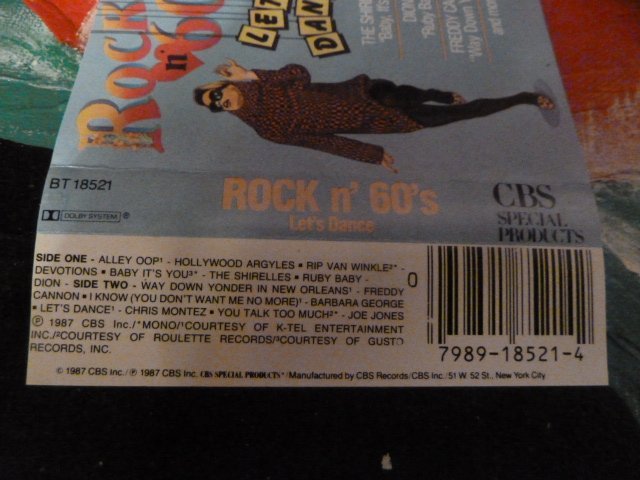 ROCK
n'
60
LET
DAN
THE SHIR
"Baby, It's
DION
"Ruby Ba
FREDDY CA
"Way Down Y
and more
BT 18521
DOLBY SYSTEM ®
ROCK n' 60's
Let's Dance
CBS
SPECIAL
PRODUCTS
SIDE ONE - ALLEY OOP¹ - HOLLYWOOD ARGYLES ▪ RIP VAN WINKLE²* -
DEVOTIONS ▪ BABY IT'S YOU³ - THE SHIRELLES ▪ RUBY BABY -
DION - SIDE TWO - WAY DOWN YONDER IN NEW ORLEANS¹ - FREDDY
CANNON ▪ I KNOW (YOU DON'T WANT ME NO MORE)¹ - BARBARA GEORGE
▪ LET'S DANCE¹ - CHRIS MONTEZ ▪ YOU TALK TOO MUCH²* - JOE JONES
℗ 1987 CBS Inc./*MONO/¹COURTESY OF K-TEL ENTERTAINMENT
INC./²COURTESY OF ROULETTE RECORDS/³COURTESY OF GUSTO
RECORDS, INC.
0
7989-18521-4
© 1987 CBS Inc./℗ 1987 CBS Inc. CBS SPECIAL PRODUCTS"/Manufactured by CBS Records/CBS Inc./51 W. 52 St., New York City